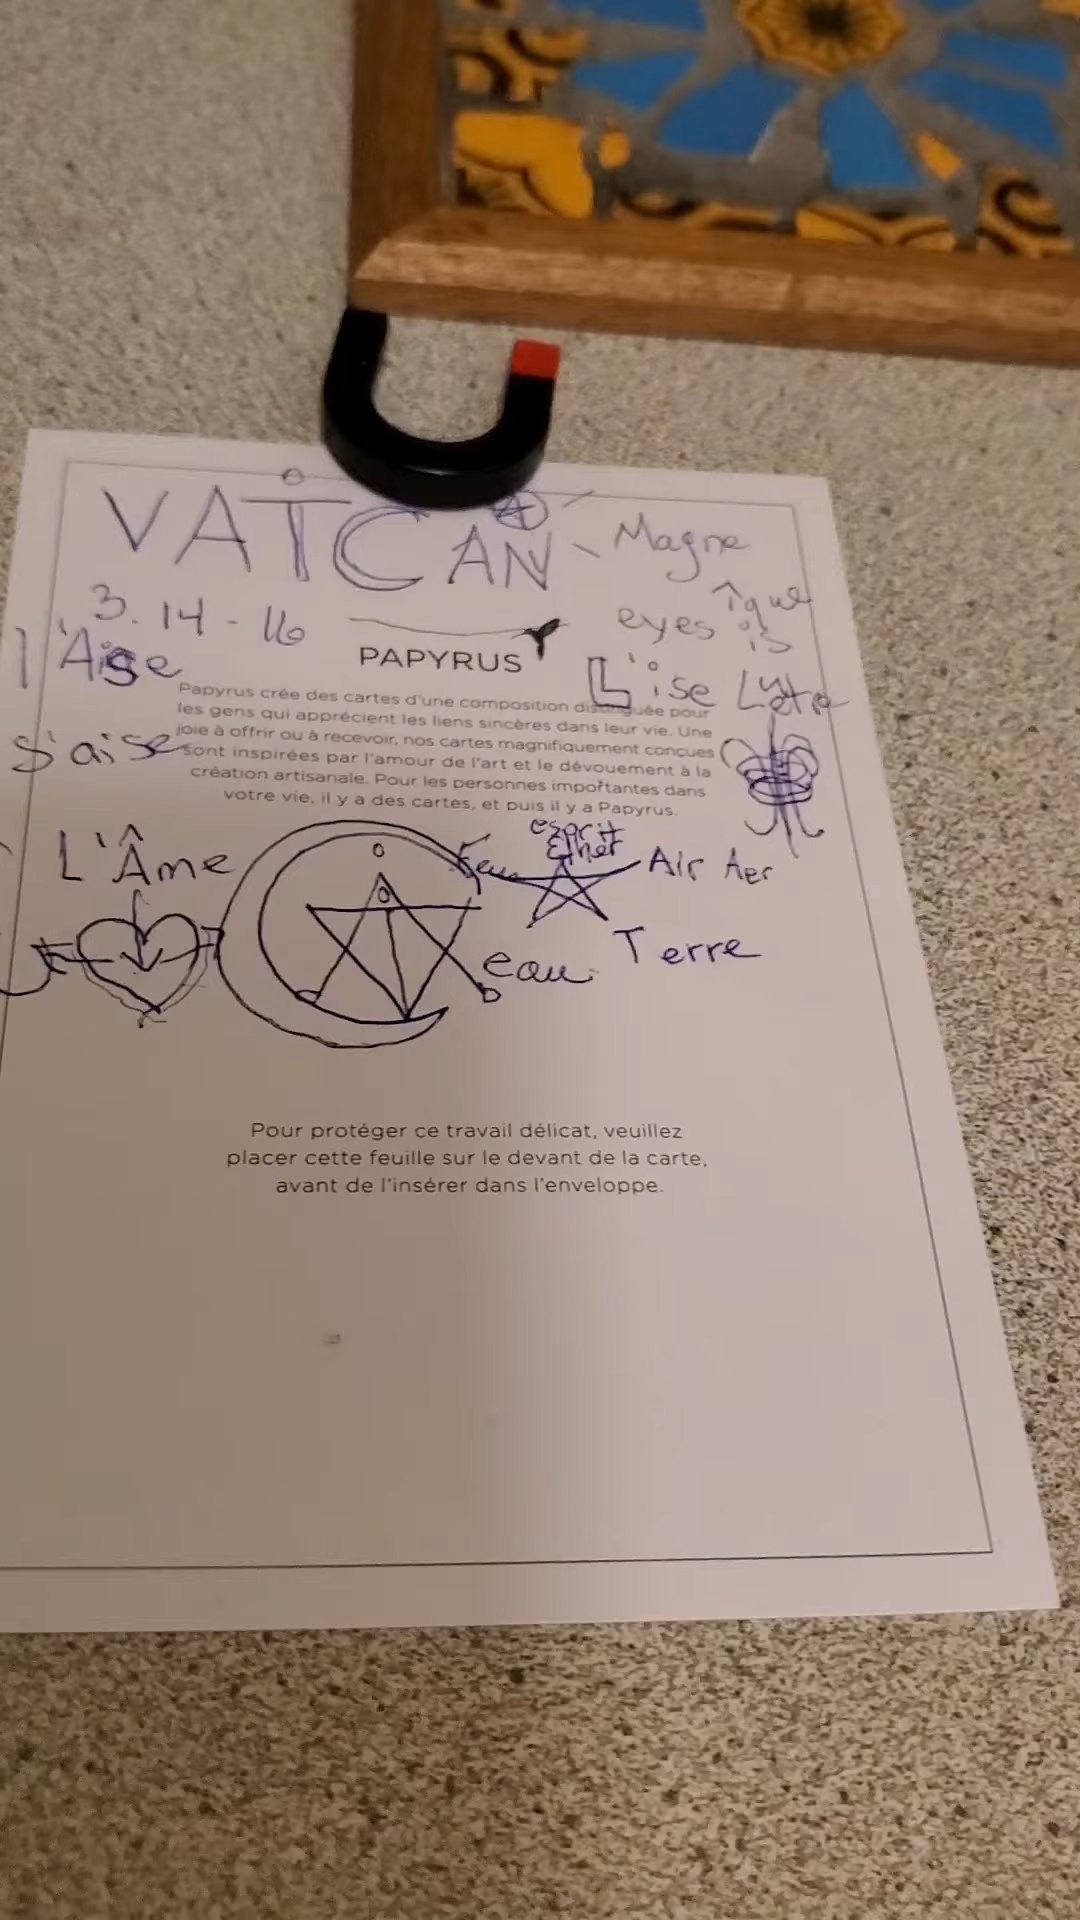 VATCAN
Magne
ïque
3.14-16
eyes is
PAPYRUS
l'Aise
L'ise
Papyrus crée des cartes d'une composition distinguée pour
les gens qui apprécient les liens sincères dans leur vie. Une
joie à offrir ou à recevoir, nos cartes magnifiquement conçues
s'aise
sont inspirées par l'amour de l'art et le dévouement à la
création artisanale. Pour les personnes importantes dans
votre vie, il y a des cartes, et puis il y a Papyrus.
esprit
Ether
L'Âme
Feu
Air Aer
eau
Terre
Pour protéger ce travail délicat, veuillez
placer cette feuille sur le devant de la carte,
avant de l'insérer dans l'enveloppe.